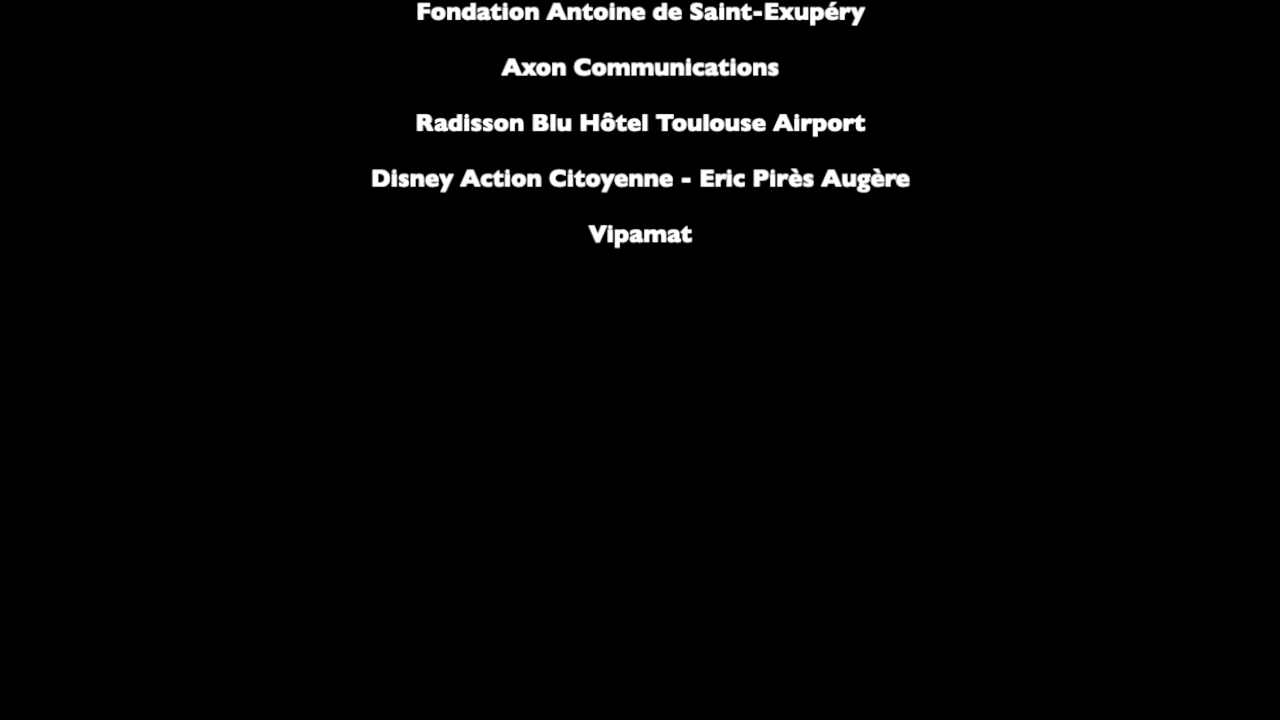 Fondation Antoine de Saint-Exupéry
Axon Communications
Radisson Blu Hôtel Toulouse Airport
Disney Action Citoyenne - Eric Pirès Augère
Vipamat